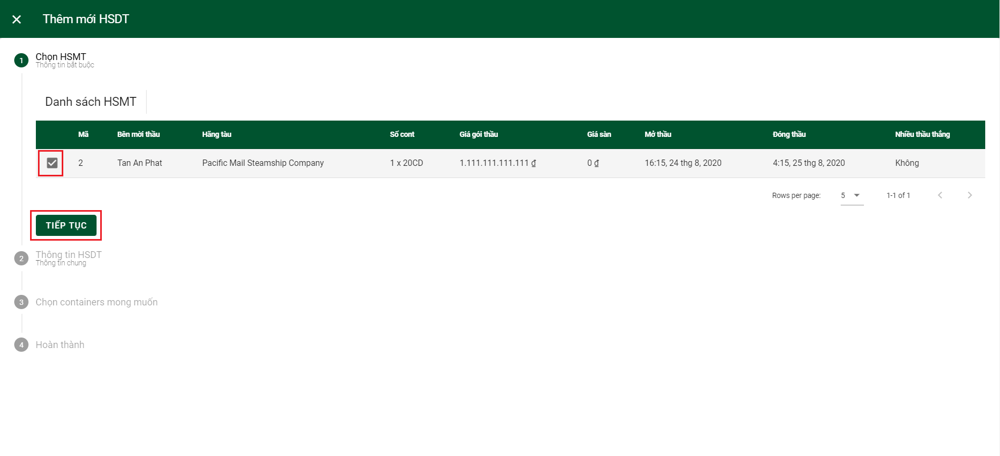 Thêm mới HSDT
1 Chọn HSMT
Thông tin bắt buộc
Danh sách HSMT
Mã Bên mời thầu Hãng tàu Số cont Giá gói thầu Giá sàn Mở thầu Đóng thầu Nhiều thầu thắng
2 Tan An Phat Pacific Mail Steamship Company 1 x 20CD 1.111.111.111.111 ₫ 0 ₫ 16:15, 24 thg 8, 2020 4:15, 25 thg 8, 2020 Không
Rows per page: 5 1-1 of 1
TIẾP TỤC
2 Thông tin HSDT
Thông tin chung
3 Chọn containers mong muốn
4 Hoàn thành